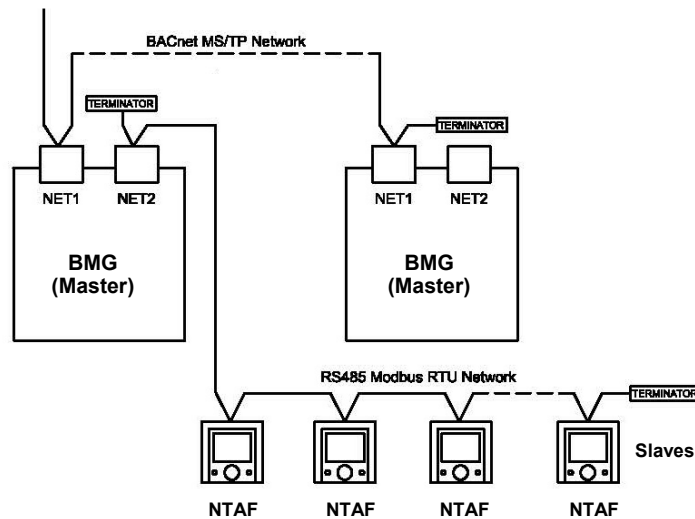 BACnet MS/TP Network
TERMINATOR
TERMINATOR
NET1
NET2
NET1
NET2
BMG
(Master)
BMG
(Master)
RS485 Modbus RTU Network
TERMINATOR
Slaves
NTAF
NTAF
NTAF
NTAF